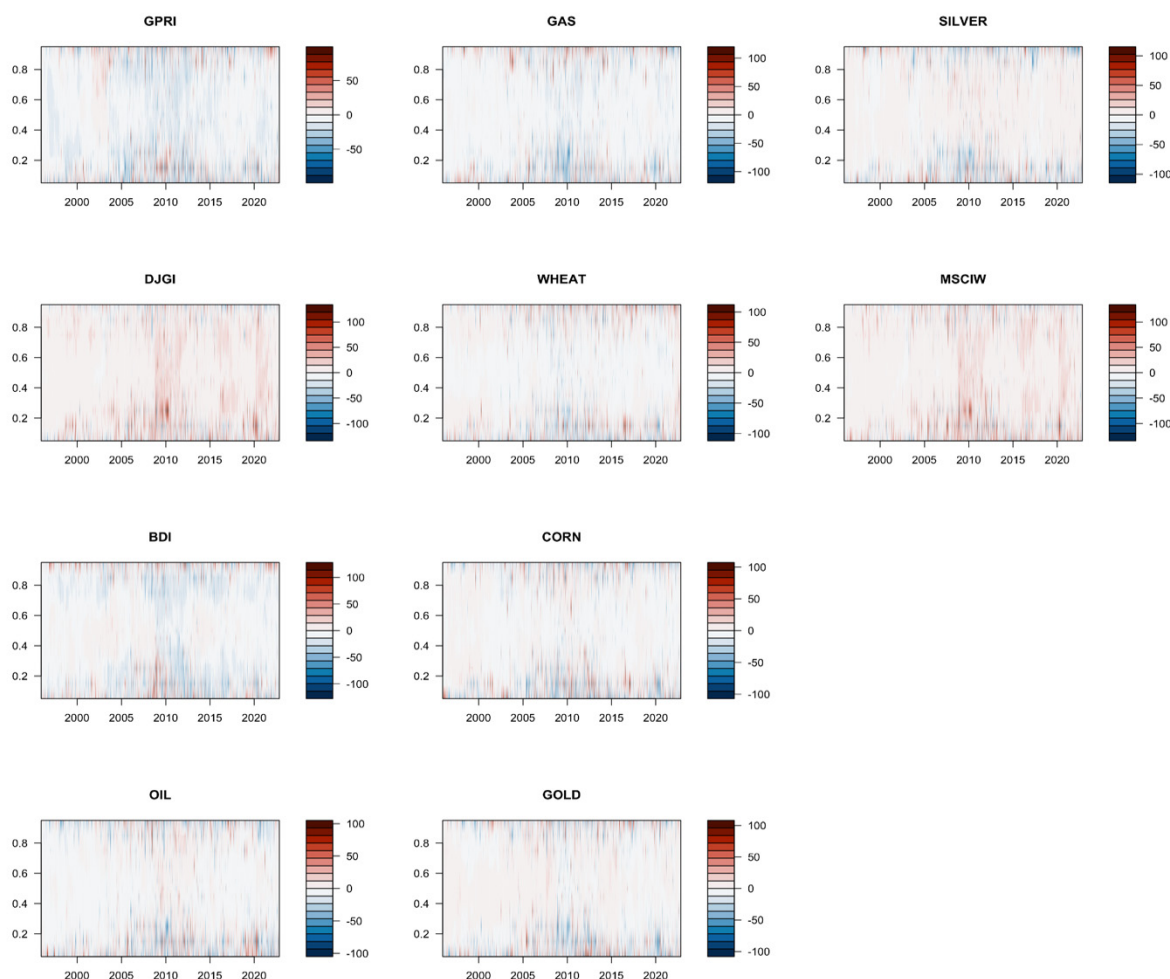 GPRI GAS SILVER
0.8 0.6 0.4 0.2 50 0 -50 0.8 0.6 0.4 0.2 100 50 0 -50 -100 0.8 0.6 0.4 0.2 100 50 0 -50 -100
2000 2005 2010 2015 2020 2000 2005 2010 2015 2020 2000 2005 2010 2015 2020
DJGI WHEAT MSCIW
0.8 0.6 0.4 0.2 100 50 0 -50 -100 0.8 0.6 0.4 0.2 100 50 0 -50 -100 0.8 0.6 0.4 0.2 100 50 0 -50 -100
2000 2005 2010 2015 2020 2000 2005 2010 2015 2020 2000 2005 2010 2015 2020
BDI CORN
0.8 0.6 0.4 0.2 100 50 0 -50 -100 0.8 0.6 0.4 0.2 100 50 0 -50 -100
2000 2005 2010 2015 2020 2000 2005 2010 2015 2020
OIL GOLD
0.8 0.6 0.4 0.2 100 50 0 -50 -100 0.8 0.6 0.4 0.2 100 50 0 -50 -100
2000 2005 2010 2015 2020 2000 2005 2010 2015 2020